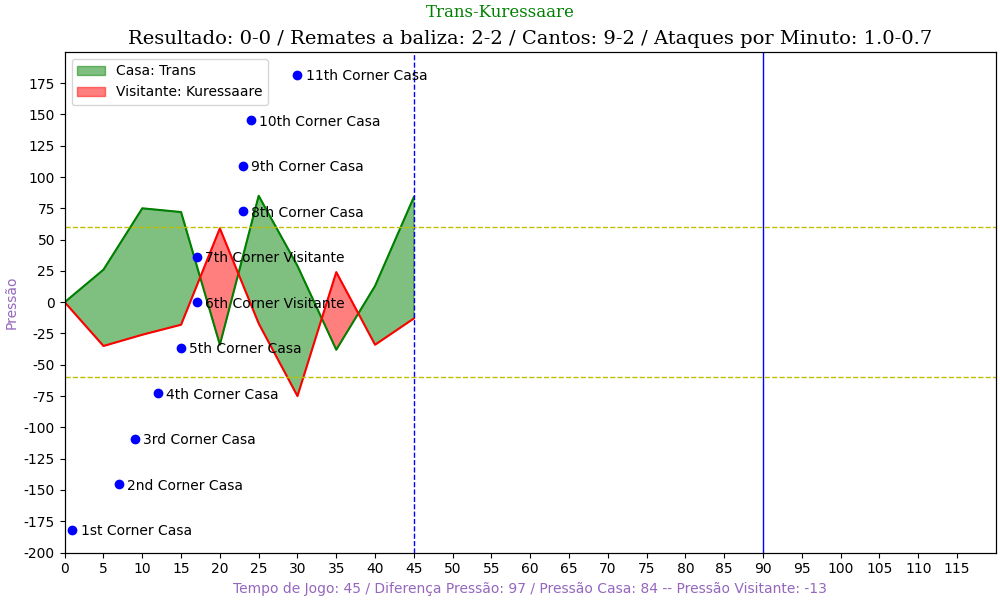 Trans-Kuressaare
Resultado: 0-0 / Remates a baliza: 2-2 / Cantos: 9-2 / Ataques por Minuto: 1.0-0.7
Casa: Trans
Visitante: Kuressaare
11th Corner Casa
10th Corner Casa
9th Corner Casa
8th Corner Casa
7th Corner Visitante
6th Corner Visitante
5th Corner Casa
4th Corner Casa
3rd Corner Casa
2nd Corner Casa
1st Corner Casa
Pressão
175
150
125
100
75
50
25
0
-25
-50
-75
-100
-125
-150
-175
-200
0 5 10 15 20 25 30 35 40 45 50 55 60 65 70 75 80 85 90 95 100 105 110 115
Tempo de Jogo: 45 / Diferença Pressão: 97 / Pressão Casa: 84 -- Pressão Visitante: -13